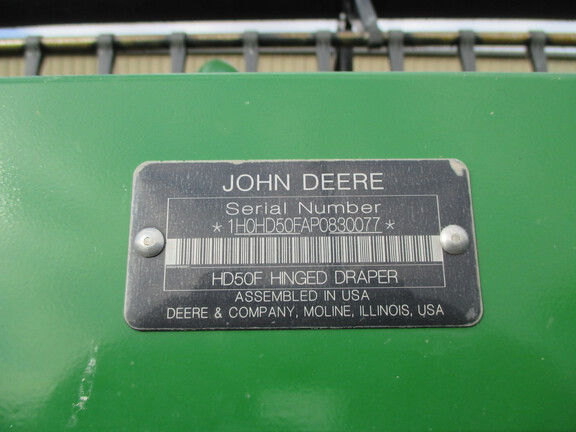 JOHN DEERE
Serial Number
*1H0HD50FAP0830077*
HD50F HINGED DRAPER
ASSEMBLED IN USA
DEERE & COMPANY, MOLINE, ILLINOIS, USA